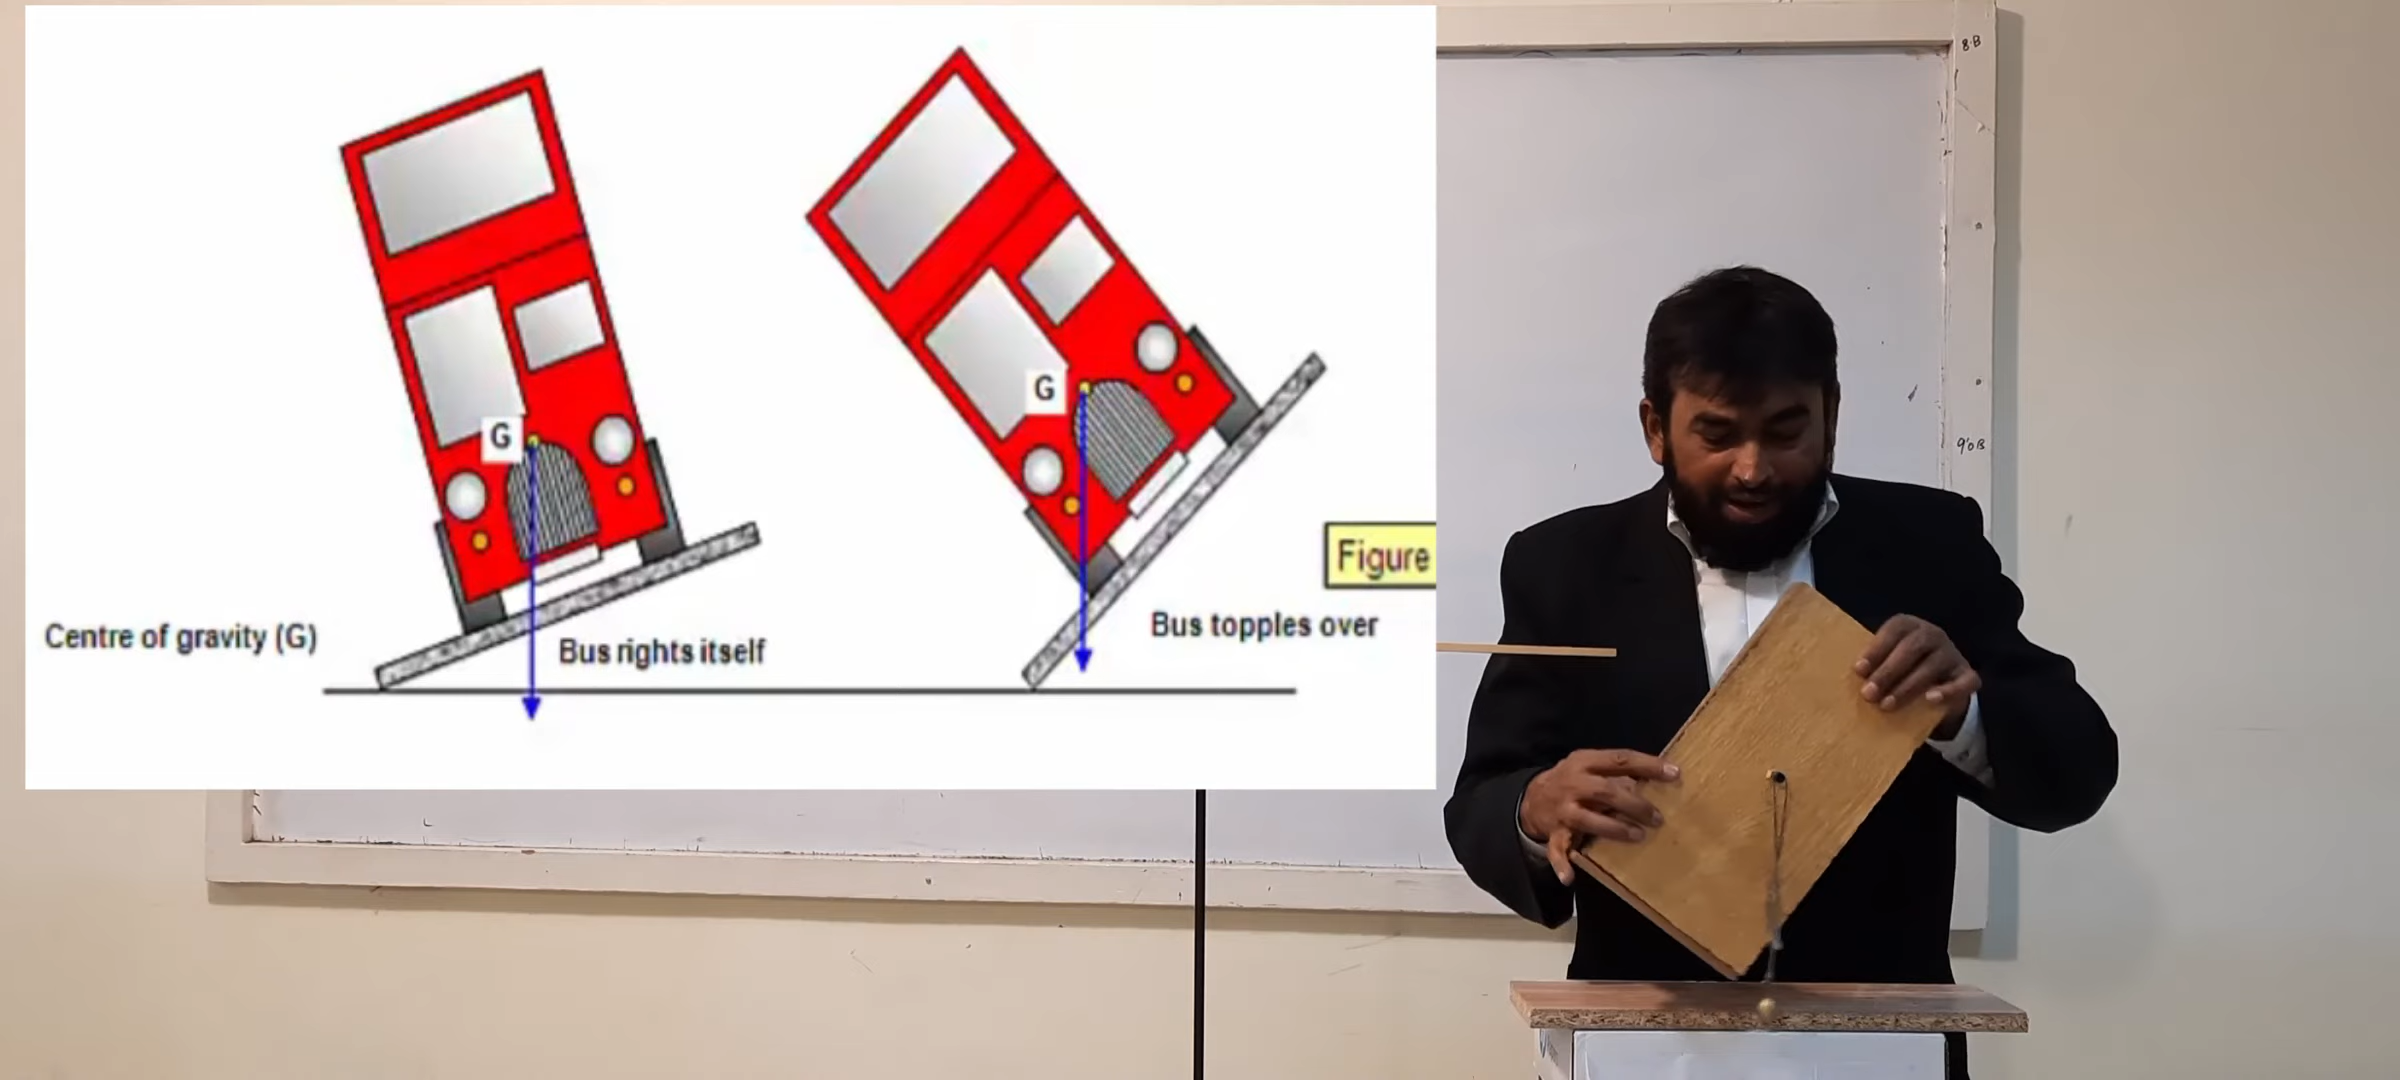 G
G
Figure
Centre of gravity (G)
Bus rights itself
Bus topples over
8.B